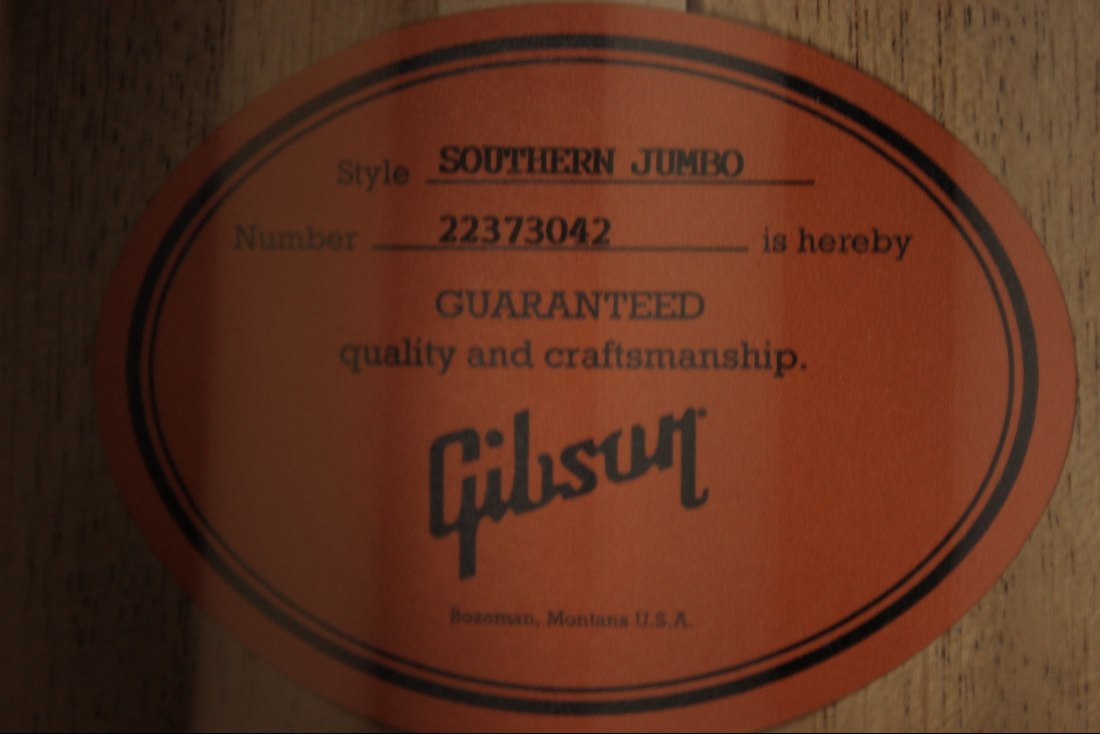 Style SOUTHERN JUMBO
Number 22373042 is hereby
GUARANTEED
quality and craftsmanship.
Gibson
Bozeman, Montana U.S.A.